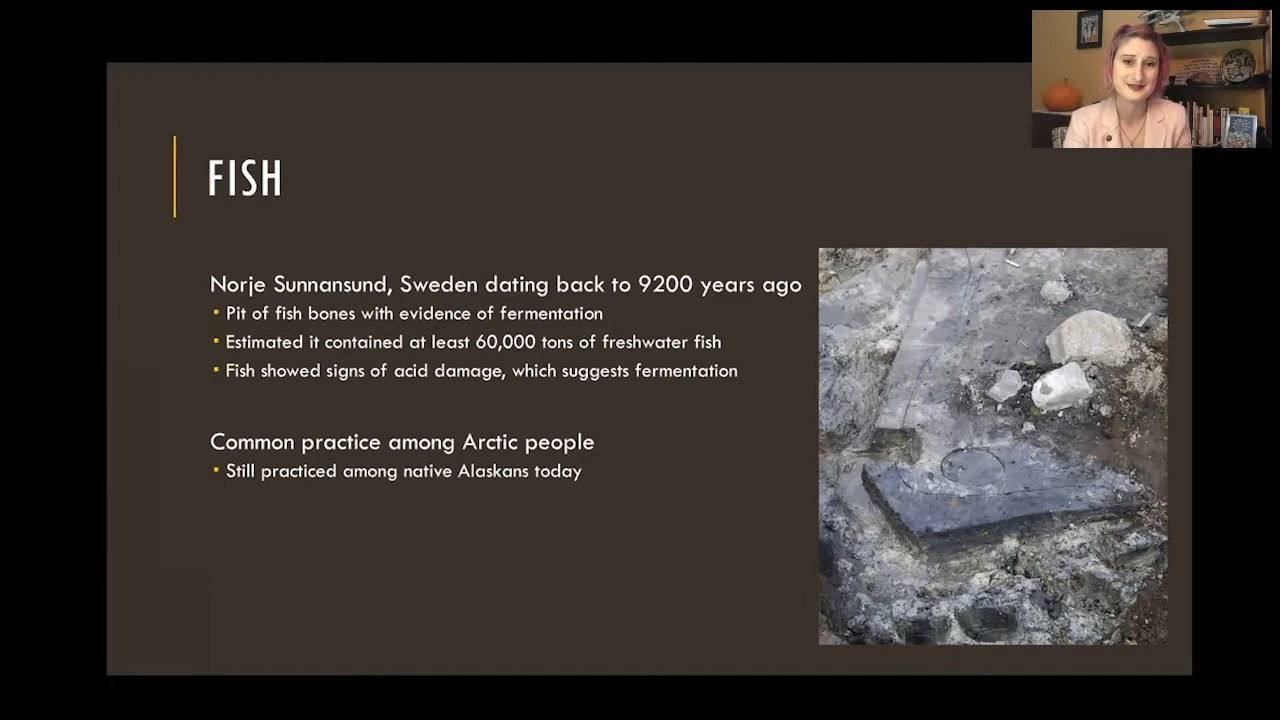 FISH
Norje Sunnansund, Sweden dating back to 9200 years ago
Pit of fish bones with evidence of fermentation
Estimated it contained at least 60,000 tons of freshwater fish
Fish showed signs of acid damage, which suggests fermentation
Common practice among Arctic people
Still practiced among native Alaskans today